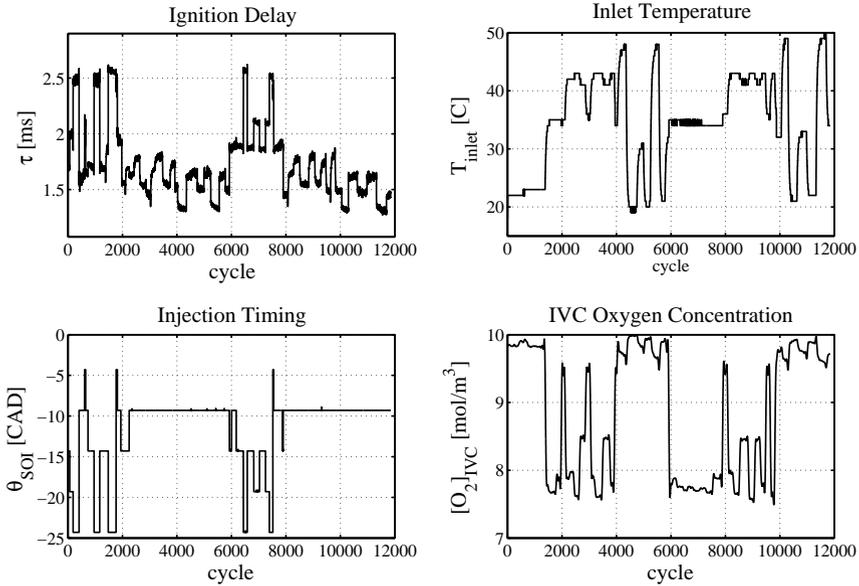 Ignition Delay
2.5
2
1.5
τ [ms]
0 2000 4000 6000 8000 10000 12000
cycle
Inlet Temperature
50
40
30
20
T_inlet [C]
0 2000 4000 6000 8000 10000 12000
cycle
Injection Timing
0
−5
−10
−15
−20
−25
θ_SOI [CAD]
0 2000 4000 6000 8000 10000 12000
cycle
IVC Oxygen Concentration
10
9
8
7
[O₂]_IVC [mol/m³]
0 2000 4000 6000 8000 10000 12000
cycle